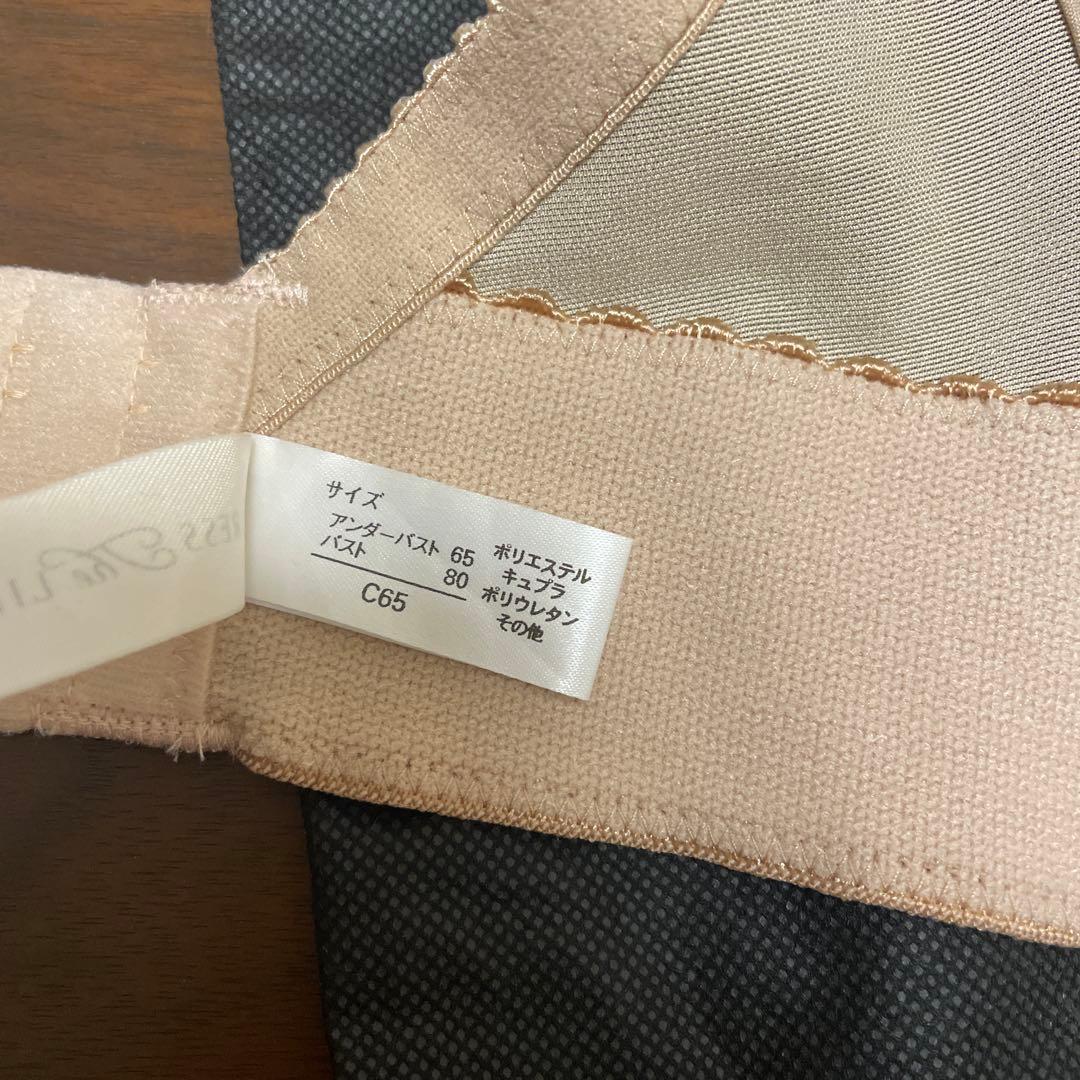 サイズ
アンダーバスト 65
バスト 80
C65
ポリエステル
キュプラ
ポリウレタン
その他